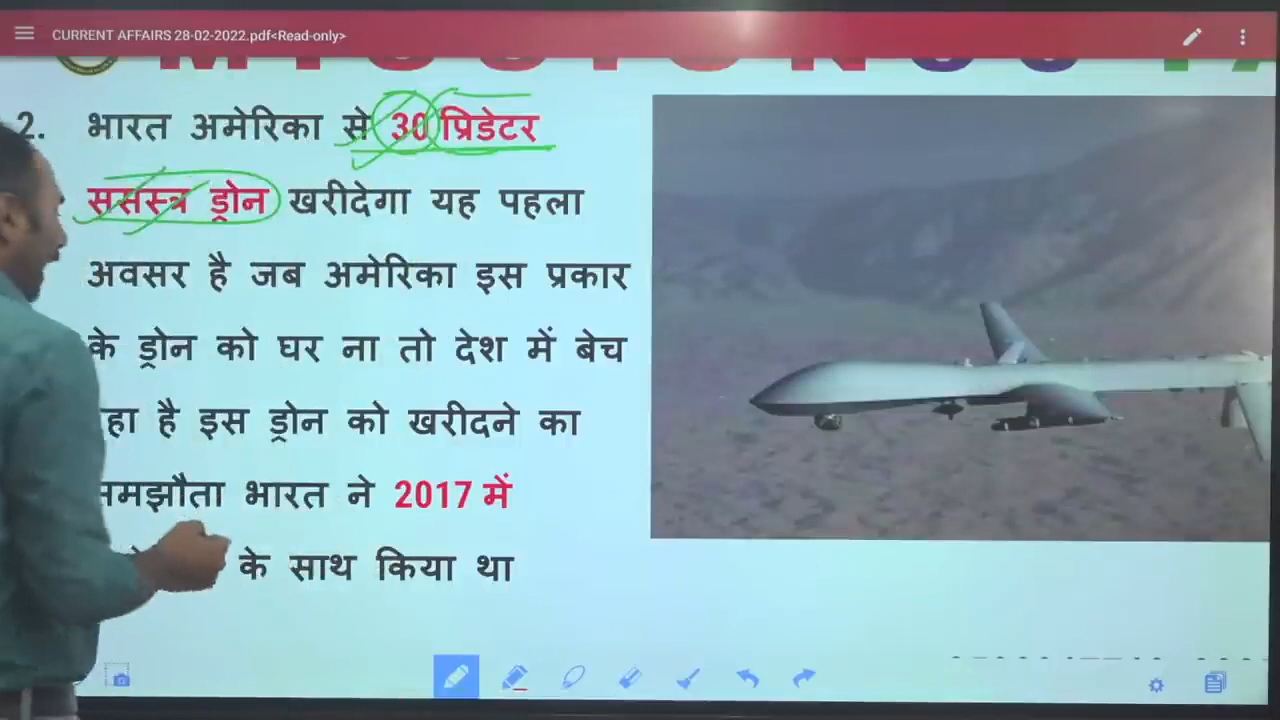 CURRENT AFFAIRS 28-02-2022.pdf<Read-only>
2. भारत अमेरिका से 30 प्रिडेटर
ससस्त्र ड्रोन खरीदेगा यह पहला
अवसर है जब अमेरिका इस प्रकार
के ड्रोन को घर ना तो देश में बेच
है इस ड्रोन को खरीदने का
भारत ने 2017 में
के साथ किया था